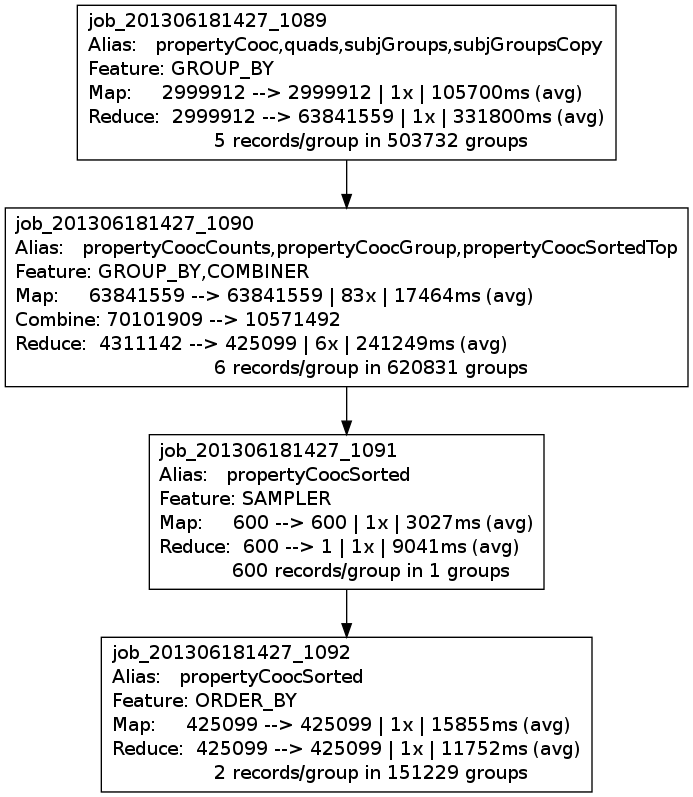 job_201306181427_1089
Alias: propertyCooc,quads,subjGroups,subjGroupsCopy
Feature: GROUP_BY
Map: 2999912 --> 2999912 | 1x | 105700ms (avg)
Reduce: 2999912 --> 63841559 | 1x | 331800ms (avg)
5 records/group in 503732 groups
job_201306181427_1090
Alias: propertyCoocCounts,propertyCoocGroup,propertyCoocSortedTop
Feature: GROUP_BY,COMBINER
Map: 63841559 --> 63841559 | 83x | 17464ms (avg)
Combine: 70101909 --> 10571492
Reduce: 4311142 --> 425099 | 6x | 241249ms (avg)
6 records/group in 620831 groups
job_201306181427_1091
Alias: propertyCoocSorted
Feature: SAMPLER
Map: 600 --> 600 | 1x | 3027ms (avg)
Reduce: 600 --> 1 | 1x | 9041ms (avg)
600 records/group in 1 groups
job_201306181427_1092
Alias: propertyCoocSorted
Feature: ORDER_BY
Map: 425099 --> 425099 | 1x | 15855ms (avg)
Reduce: 425099 --> 425099 | 1x | 11752ms (avg)
2 records/group in 151229 groups